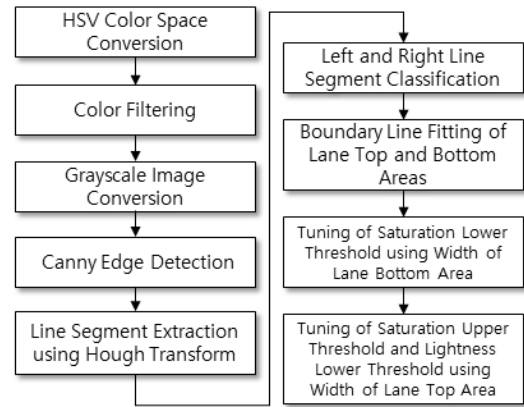 HSV Color Space
Conversion
Color Filtering
Grayscale Image
Conversion
Canny Edge Detection
Line Segment Extraction
using Hough Transform
Left and Right Line
Segment Classification
Boundary Line Fitting of
Lane Top and Bottom
Areas
Tuning of Saturation Lower
Threshold using Width of
Lane Bottom Area
Tuning of Saturation Upper
Threshold and Lightness
Lower Threshold using
Width of Lane Top Area